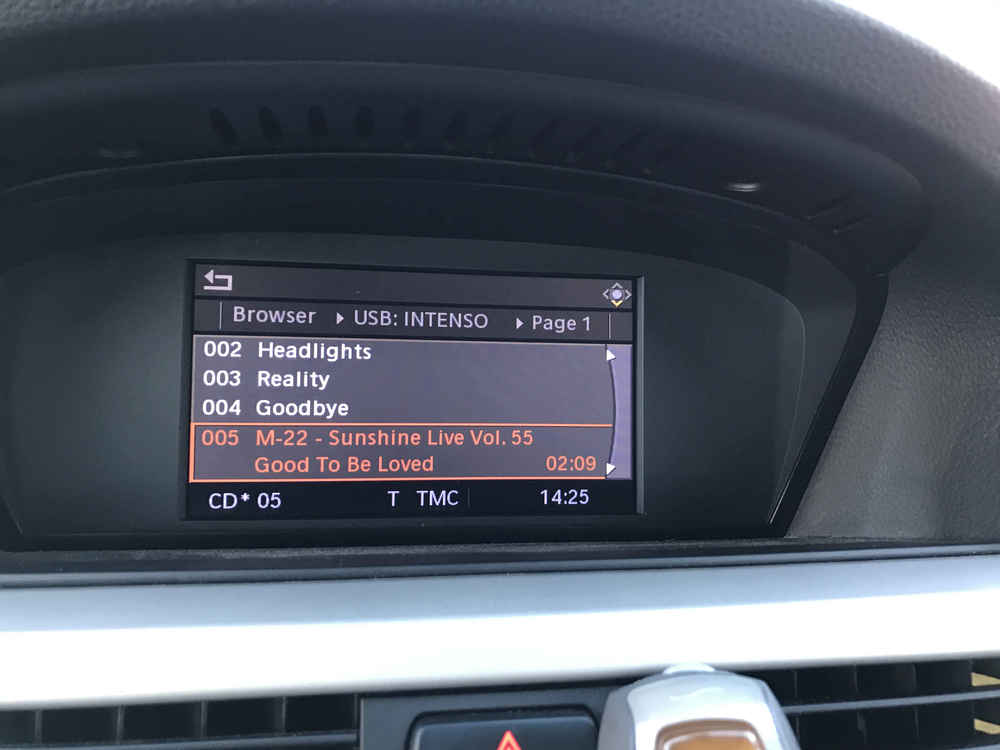 Browser ▸ USB: INTENSO ▸ Page 1
002 Headlights
003 Reality
004 Goodbye
005 M-22 - Sunshine Live Vol. 55
Good To Be Loved 02:09
CD* 05 T TMC 14:25